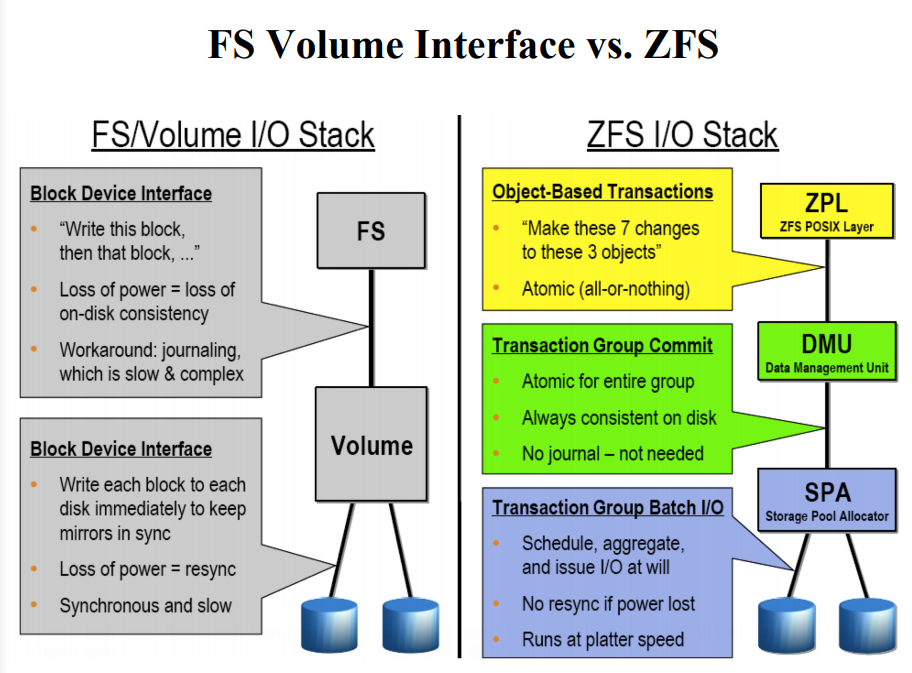 FS Volume Interface vs. ZFS
FS/Volume I/O Stack
Block Device Interface
• “Write this block,
then that block, ...”
• Loss of power = loss of
on-disk consistency
• Workaround: journaling,
which is slow & complex
FS
Block Device Interface
• Write each block to each
disk immediately to keep
mirrors in sync
• Loss of power = resync
• Synchronous and slow
Volume
ZFS I/O Stack
Object-Based Transactions
• “Make these 7 changes
to these 3 objects”
• Atomic (all-or-nothing)
ZPL
ZFS POSIX Layer
Transaction Group Commit
• Atomic for entire group
• Always consistent on disk
• No journal – not needed
DMU
Data Management Unit
Transaction Group Batch I/O
• Schedule, aggregate,
and issue I/O at will
• No resync if power lost
• Runs at platter speed
SPA
Storage Pool Allocator